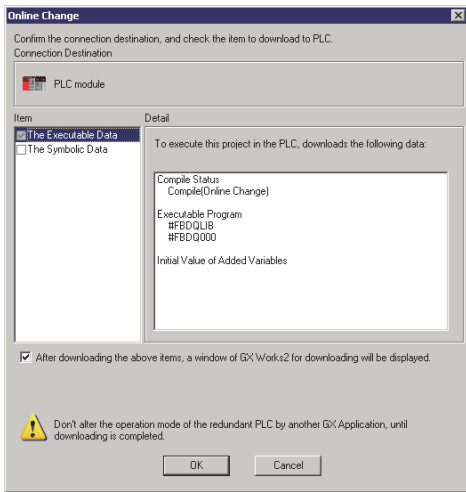 Online Change
Confirm the connection destination, and check the item to download to PLC.
Connection Destination
PLC module
Item
Detail
The Executable Data
The Symbolic Data
To execute this project in the PLC, downloads the following data:
Compile Status
Compile(Online Change)
Executable Program
#FBDQLIB
#FBDQ000
Initial Value of Added Variables
After downloading the above items, a window of GX Works2 for downloading will be displayed.
Don't alter the operation mode of the redundant PLC by another GX Application, until
downloading is completed.
OK
Cancel